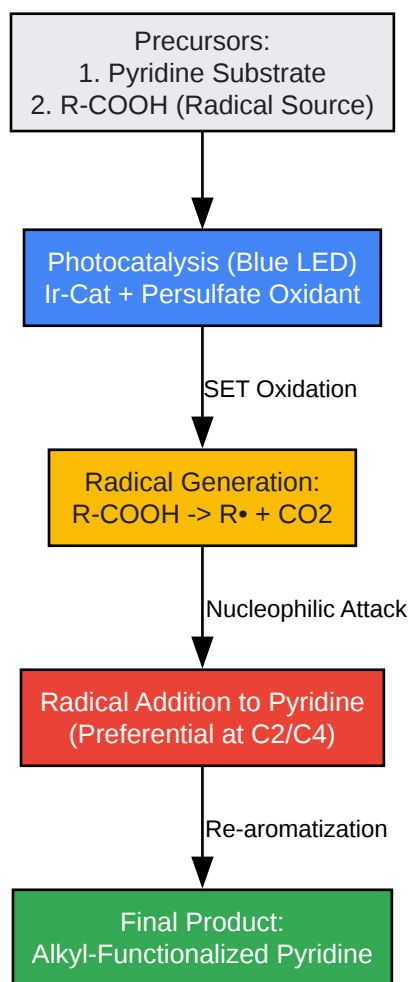 Precursors:
1. Pyridine Substrate
2. R-COOH (Radical Source)
Photocatalysis (Blue LED)
Ir-Cat + Persulfate Oxidant
SET Oxidation
Radical Generation:
R-COOH -> R• + CO2
Nucleophilic Attack
Radical Addition to Pyridine
(Preferential at C2/C4)
Re-aromatization
Final Product:
Alkyl-Functionalized Pyridine